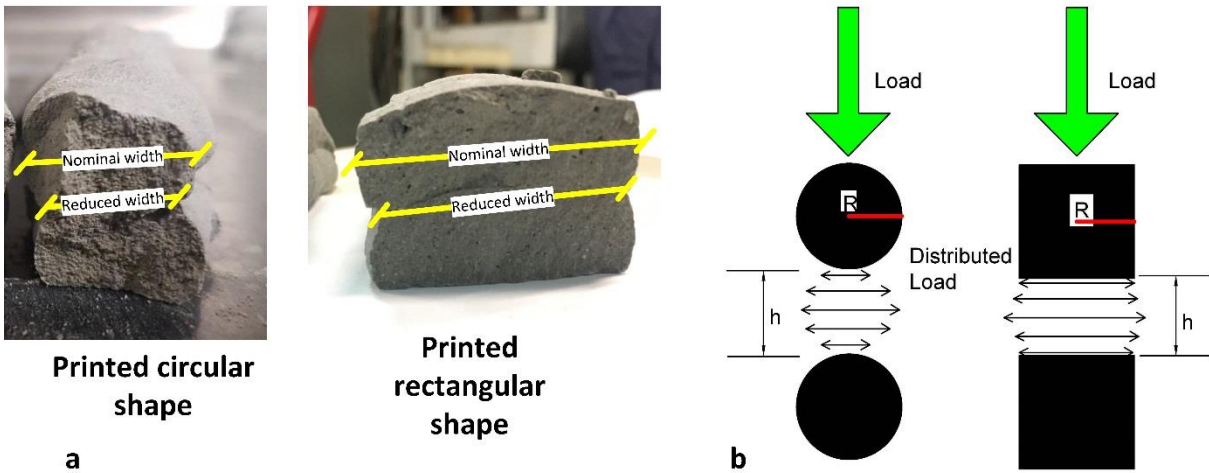 Nominal width
Reduced width
Printed circular
shape
Nominal width
Reduced width
Printed
rectangular
shape
a
Load
R
Distributed
Load
h
Load
R
h
b